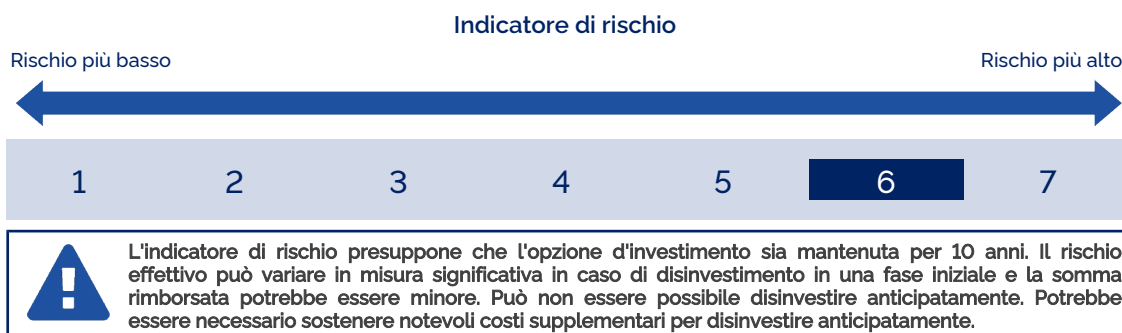 Indicatore di rischio
Rischio più basso
Rischio più alto
1 2 3 4 5 6 7
L'indicatore di rischio presuppone che l'opzione d'investimento sia mantenuta per 10 anni. Il rischio
effettivo può variare in misura significativa in caso di disinvestimento in una fase iniziale e la somma
rimborsata potrebbe essere minore. Può non essere possibile disinvestire anticipatamente. Potrebbe
essere necessario sostenere notevoli costi supplementari per disinvestire anticipatamente.